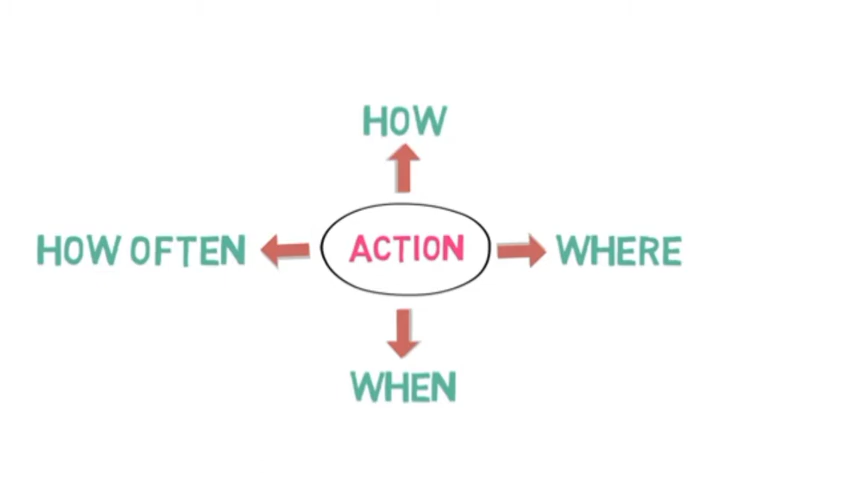 HOW
HOW OFTEN
ACTION
WHERE
WHEN